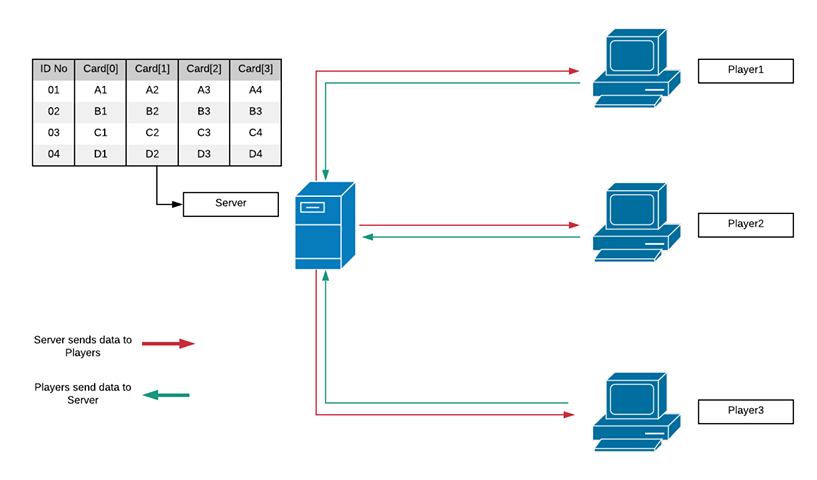 ID No Card[0] Card[1] Card[2] Card[3]
01 A1 A2 A3 A4
02 B1 B2 B3 B3
03 C1 C2 C3 C4
04 D1 D2 D3 D4
Server
Player1
Player2
Player3
Server sends data to
Players
Players send data to
Server